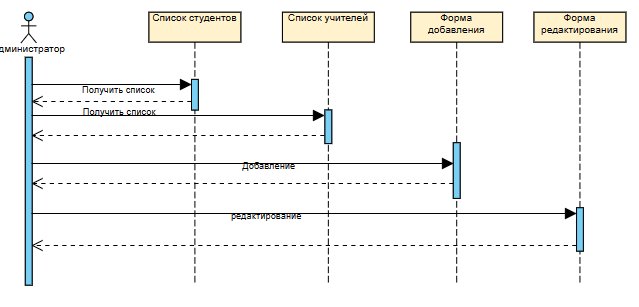 Список студентов
Список учителей
Форма
добавления
Форма
редактирования
дминистратор
Получить список
Получить список
Добавление
редактирование